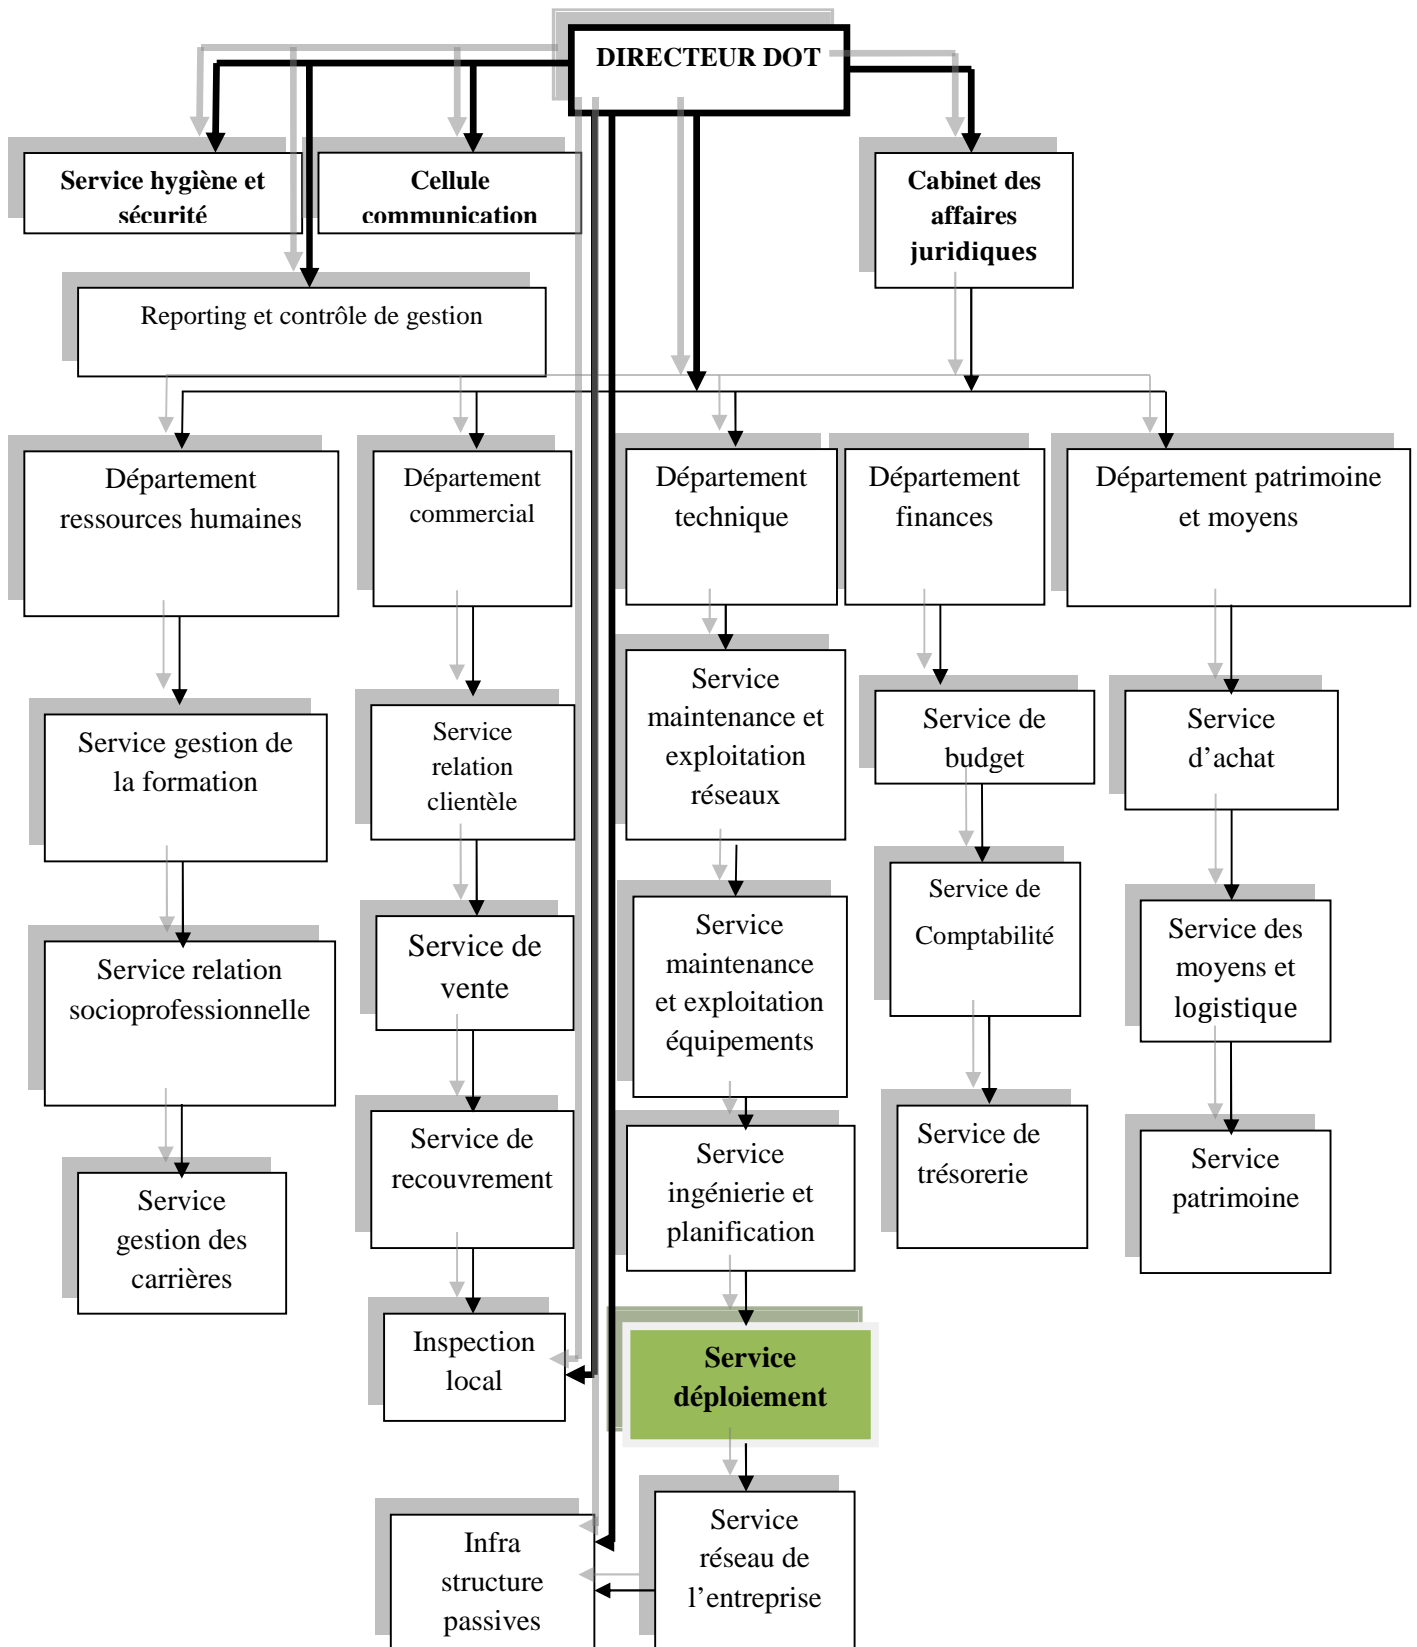 DIRECTEUR DOT
Service hygiène et
sécurité
Cellule
communication
Cabinet des
affaires
juridiques
Reporting et contrôle de gestion
Département
ressources humaines
Département
commercial
Département
technique
Département
finances
Département patrimoine
et moyens
Service gestion de
la formation
Service
relation
clientèle
Service
maintenance et
exploitation
réseaux
Service de
budget
Service
d’achat
Service relation
socioprofessionnelle
Service de
vente
Service
maintenance
et exploitation
équipements
Service de
Comptabilité
Service des
moyens et
logistique
Service
gestion des
carrières
Service de
recouvrement
Service
ingénierie et
planification
Service de
trésorerie
Service
patrimoine
Inspection
local
Service
déploiement
Infra
structure
passives
Service
réseau de
l’entreprise